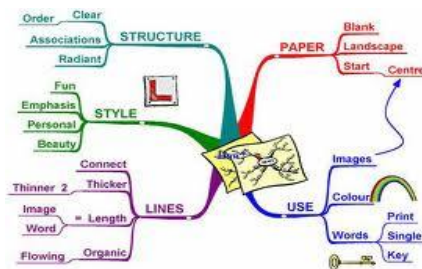 Order
Clear
Associations
Radiant
STRUCTURE
PAPER
Blank
Landscape
Start
Centre
Fun
Emphasis
Personal
Beauty
STYLE
L
Connect
Thinner 2
Thicker
Image
Word
= Length
Flowing
Organic
LINES
USE
Images
Colour
Words
Print
Single
Key